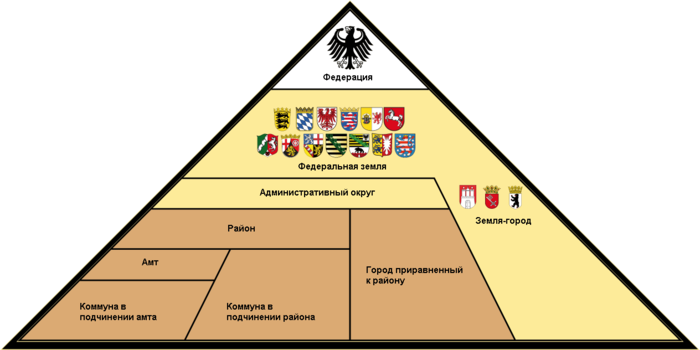 Федерация
Федеральная земля
Административный округ
Земля-город
Район
Амт
Город приравненный
к району
Коммуна в
подчинении амта
Коммуна в
подчинении района